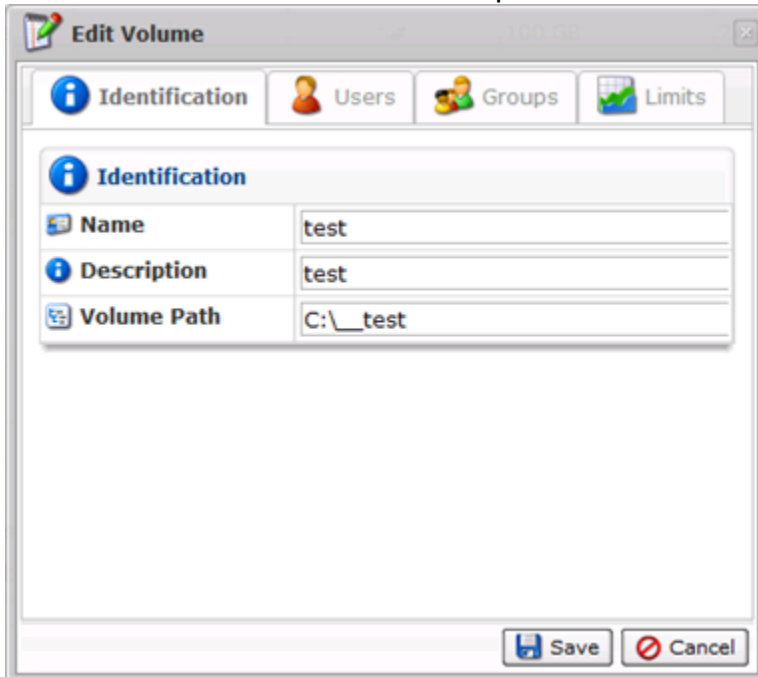 Edit Volume
Identification Users Groups Limits
Identification
Name test
Description test
Volume Path C:\__test
Save Cancel